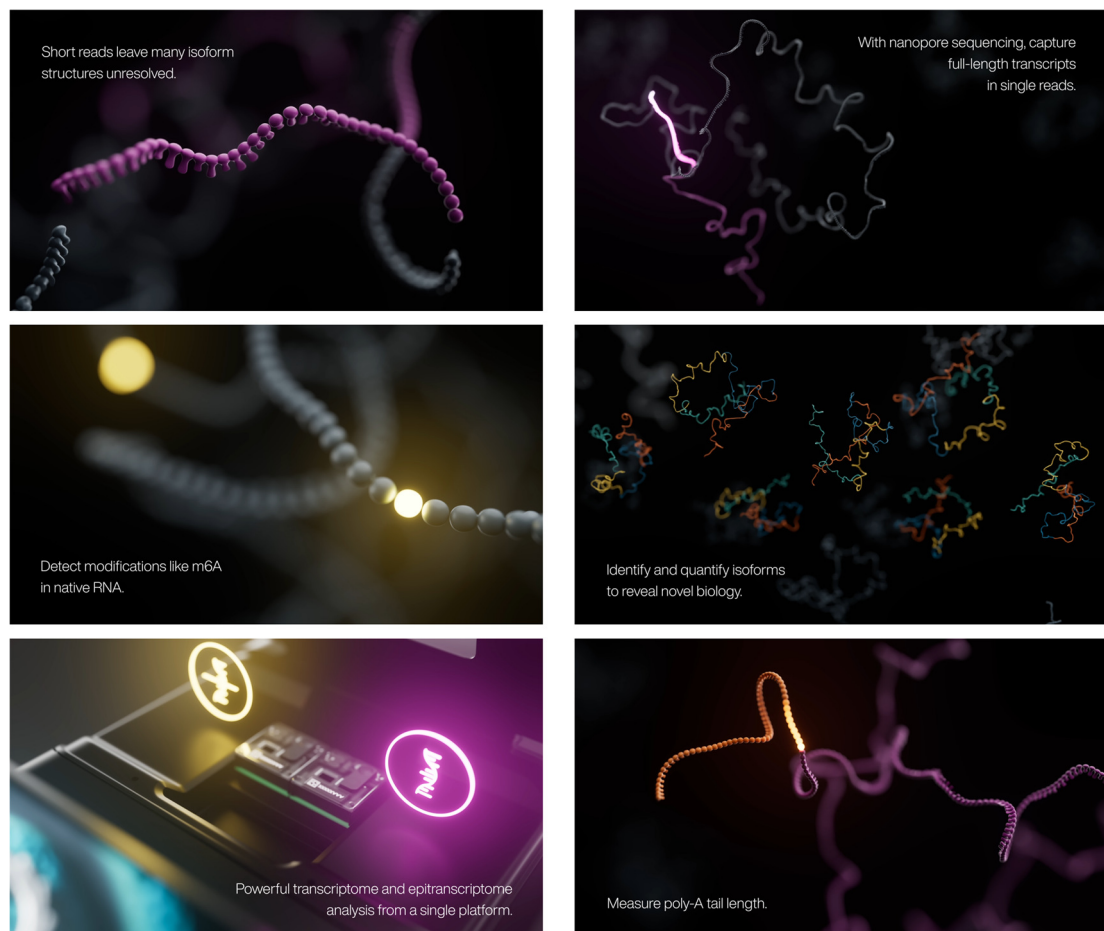 Short reads leave many isoform
structures unresolved.
With nanopore sequencing, capture
full-length transcripts
in single reads.
Detect modifications like m6A
in native RNA.
Identify and quantify isoforms
to reveal novel biology.
Powerful transcriptome and epitranscriptome
analysis from a single platform.
Measure poly-A tail length.